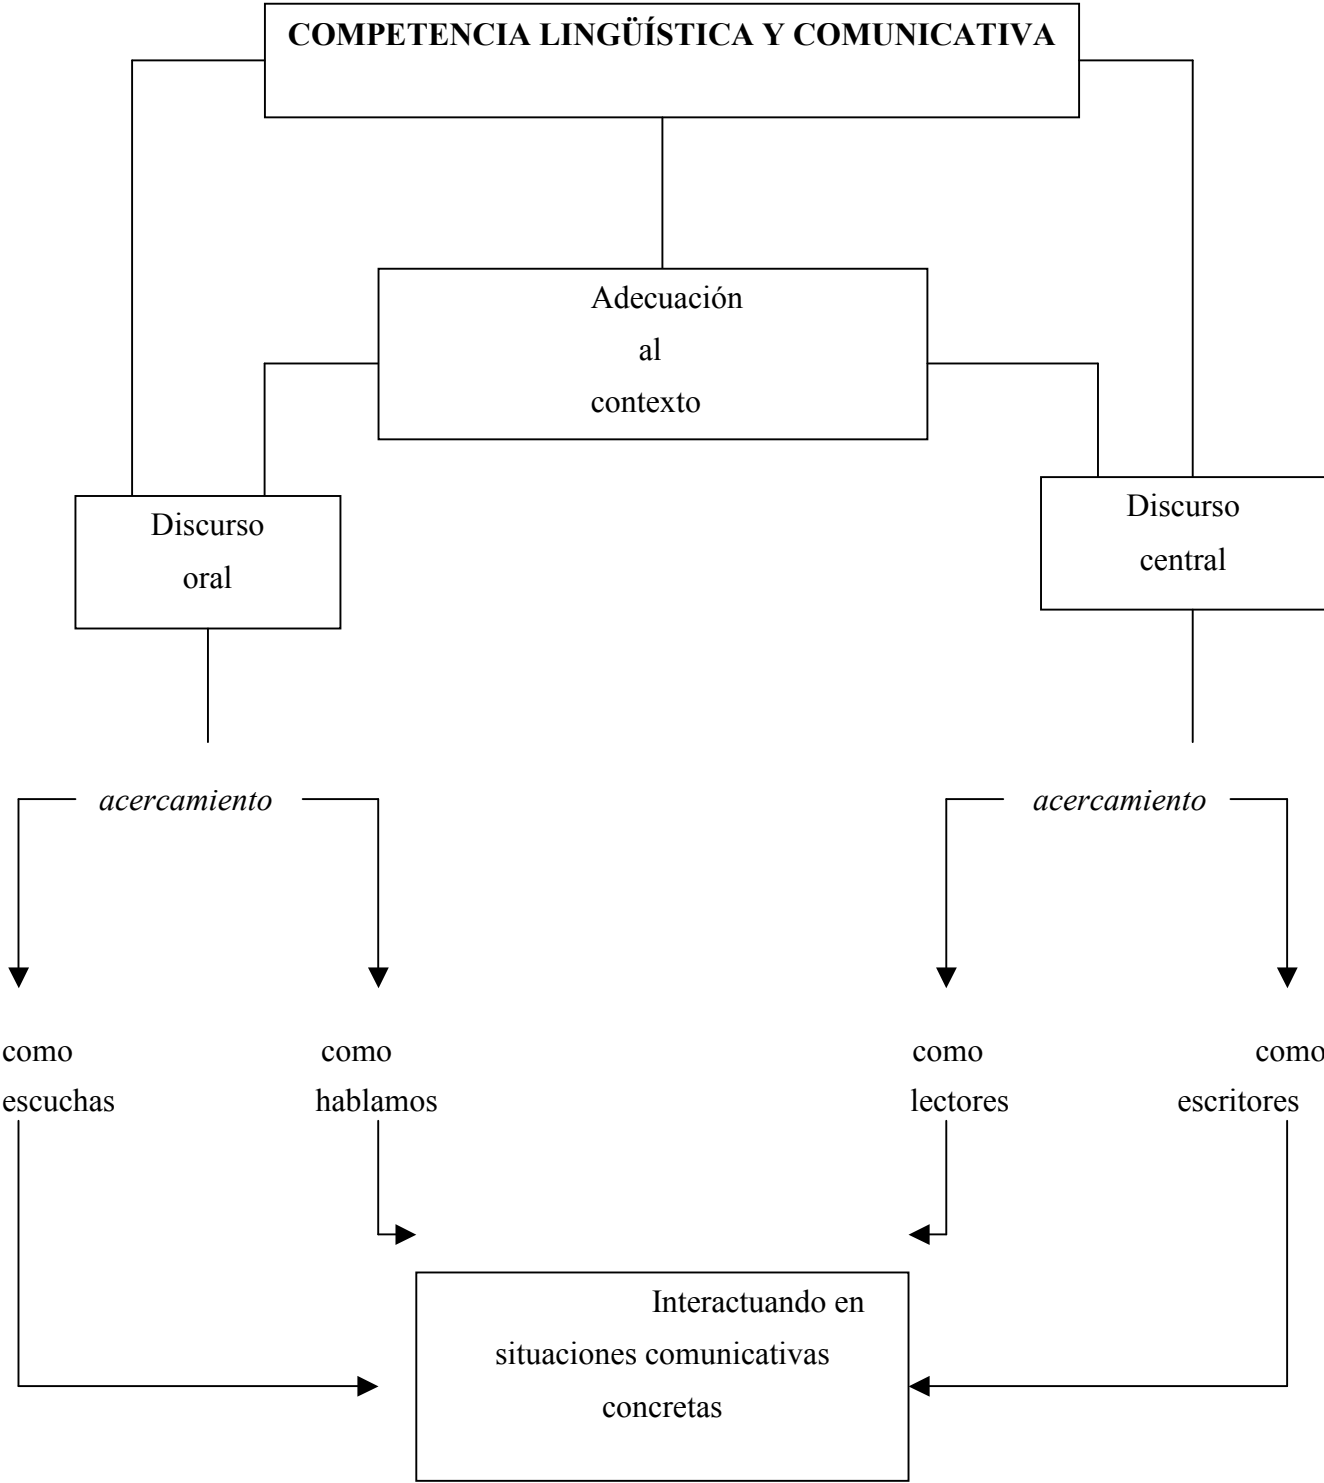 COMPETENCIA LINGÜÍSTICA Y COMUNICATIVA
Adecuación
al
contexto
Discurso
oral
Discurso
central
acercamiento
acercamiento
como
escuchas
como
hablamos
como
lectores
como
escritores
Interactuando en
situaciones comunicativas
concretas